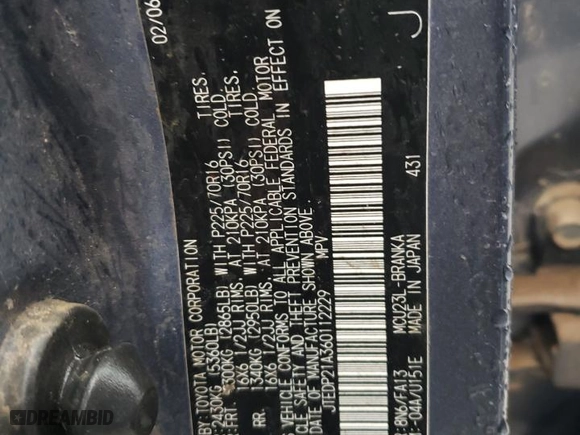 02/06
BY: TOYOTA MOTOR CORPORATION
: 2430KG ( 5360LB)
: FRT. 1300KG ( 2865LB) WITH P225/70R16 TIRES.
16X6 1/2JJ RIMS, AT 210KPA (30PSI) COLD.
RR. 1340KG ( 2950LB) WITH P225/70R16 TIRES.
16X6 1/2JJ RIMS, AT 210KPA (30PSI) COLD.
VEHICLE CONFORMS TO ALL APPLICABLE FEDERAL MOTOR
SAFETY AND THEFT PREVENTION STANDARDS IN EFFECT ON
DATE OF MANUFACTURE SHOWN ABOVE.
JTEDP21A360112229 MPV
: 8W6/FA13 MCU23L-BRANKA 431
: 04A/U151E MADE IN JAPAN
J
DREAMBID